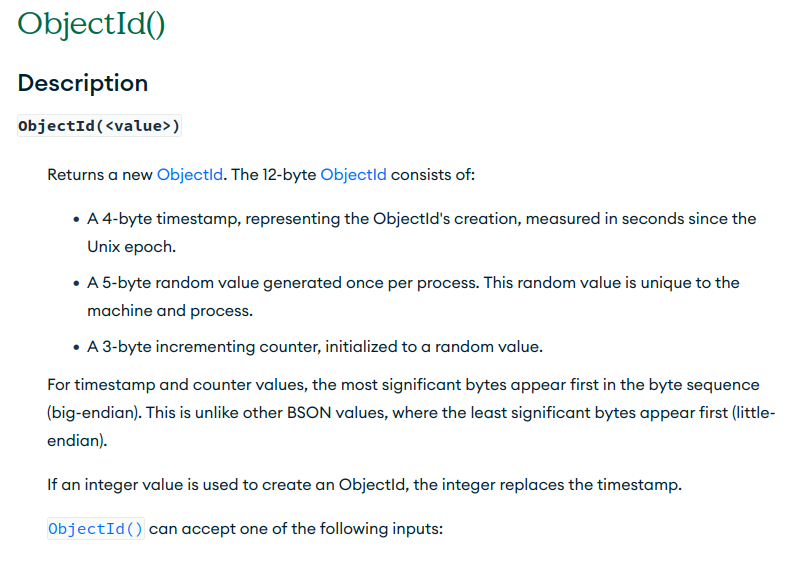 ObjectId()
Description
ObjectId(<value>)
Returns a new ObjectId. The 12-byte ObjectId consists of:
• A 4-byte timestamp, representing the ObjectId's creation, measured in seconds since the
Unix epoch.
• A 5-byte random value generated once per process. This random value is unique to the
machine and process.
• A 3-byte incrementing counter, initialized to a random value.
For timestamp and counter values, the most significant bytes appear first in the byte sequence
(big-endian). This is unlike other BSON values, where the least significant bytes appear first (little-
endian).
If an integer value is used to create an ObjectId, the integer replaces the timestamp.
ObjectId() can accept one of the following inputs: